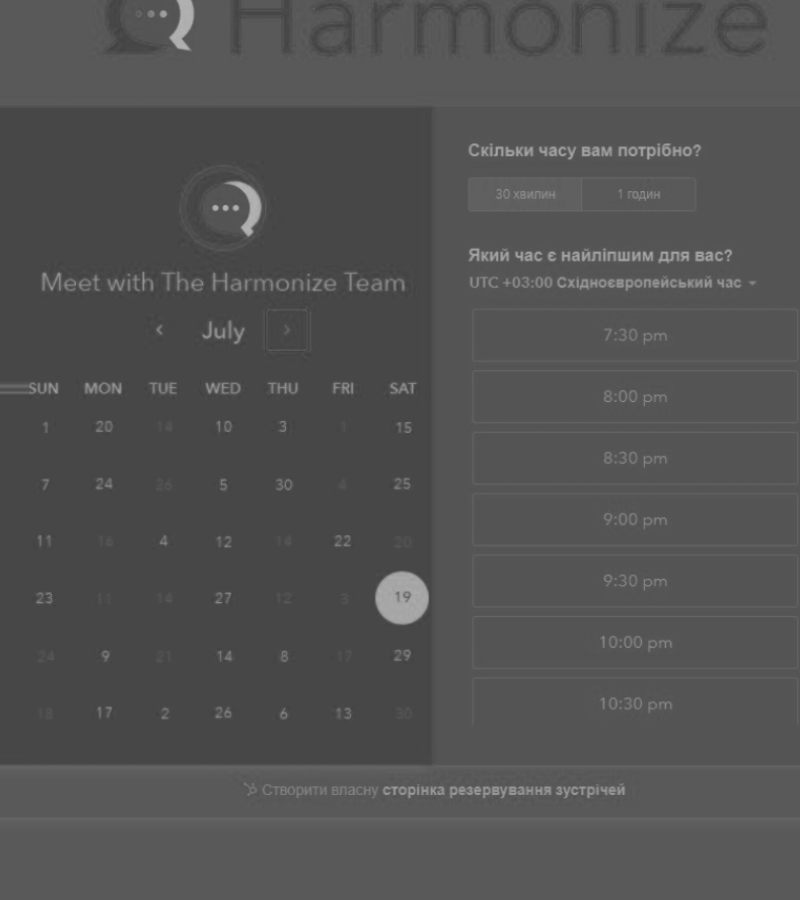 Harmonize
Meet with The Harmonize Team
July
SUN MON TUE WED THU FRI SAT
1 20 10 3 1 15
7 24 26 5 30 4 25
11 16 4 12 14 22 20
23 11 14 27 12 3 19
24 9 21 14 8 17 29
18 17 2 26 6 13 30
Скільки часу вам потрібно?
30 хвилин 1 годин
Який час є найліпшим для вас?
UTC +03:00 Східноєвропейський час
7:30 pm
8:00 pm
8:30 pm
9:00 pm
9:30 pm
10:00 pm
10:30 pm
Створити власну сторінка резервування зустрічей